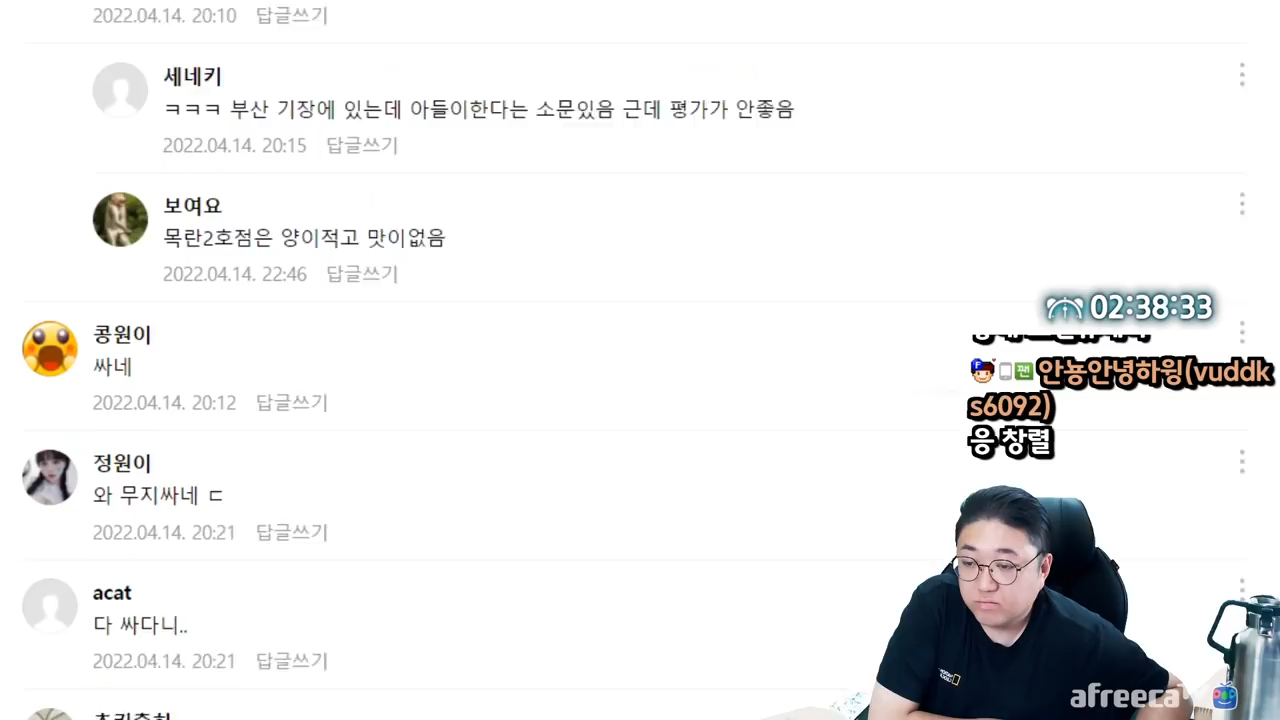 2022.04.14. 20:10 답글쓰기
세네키
ㅋㅋㅋ 부산 기장에 있는데 아들이한다는 소문있음 근데 평가가 안좋음
2022.04.14. 20:15 답글쓰기
보여요
목란2호점은 양이적고 맛이없음
2022.04.14. 22:46 답글쓰기
02:38:33
콩원이
싸네
2022.04.14. 20:12 답글쓰기
팬 안뇽안녕하윙(vuddk
s6092)
응 창렬
정원이
와 무지싸네 ㄷ
2022.04.14. 20:21 답글쓰기
acat
다 싸다니..
2022.04.14. 20:21 답글쓰기
afreeca